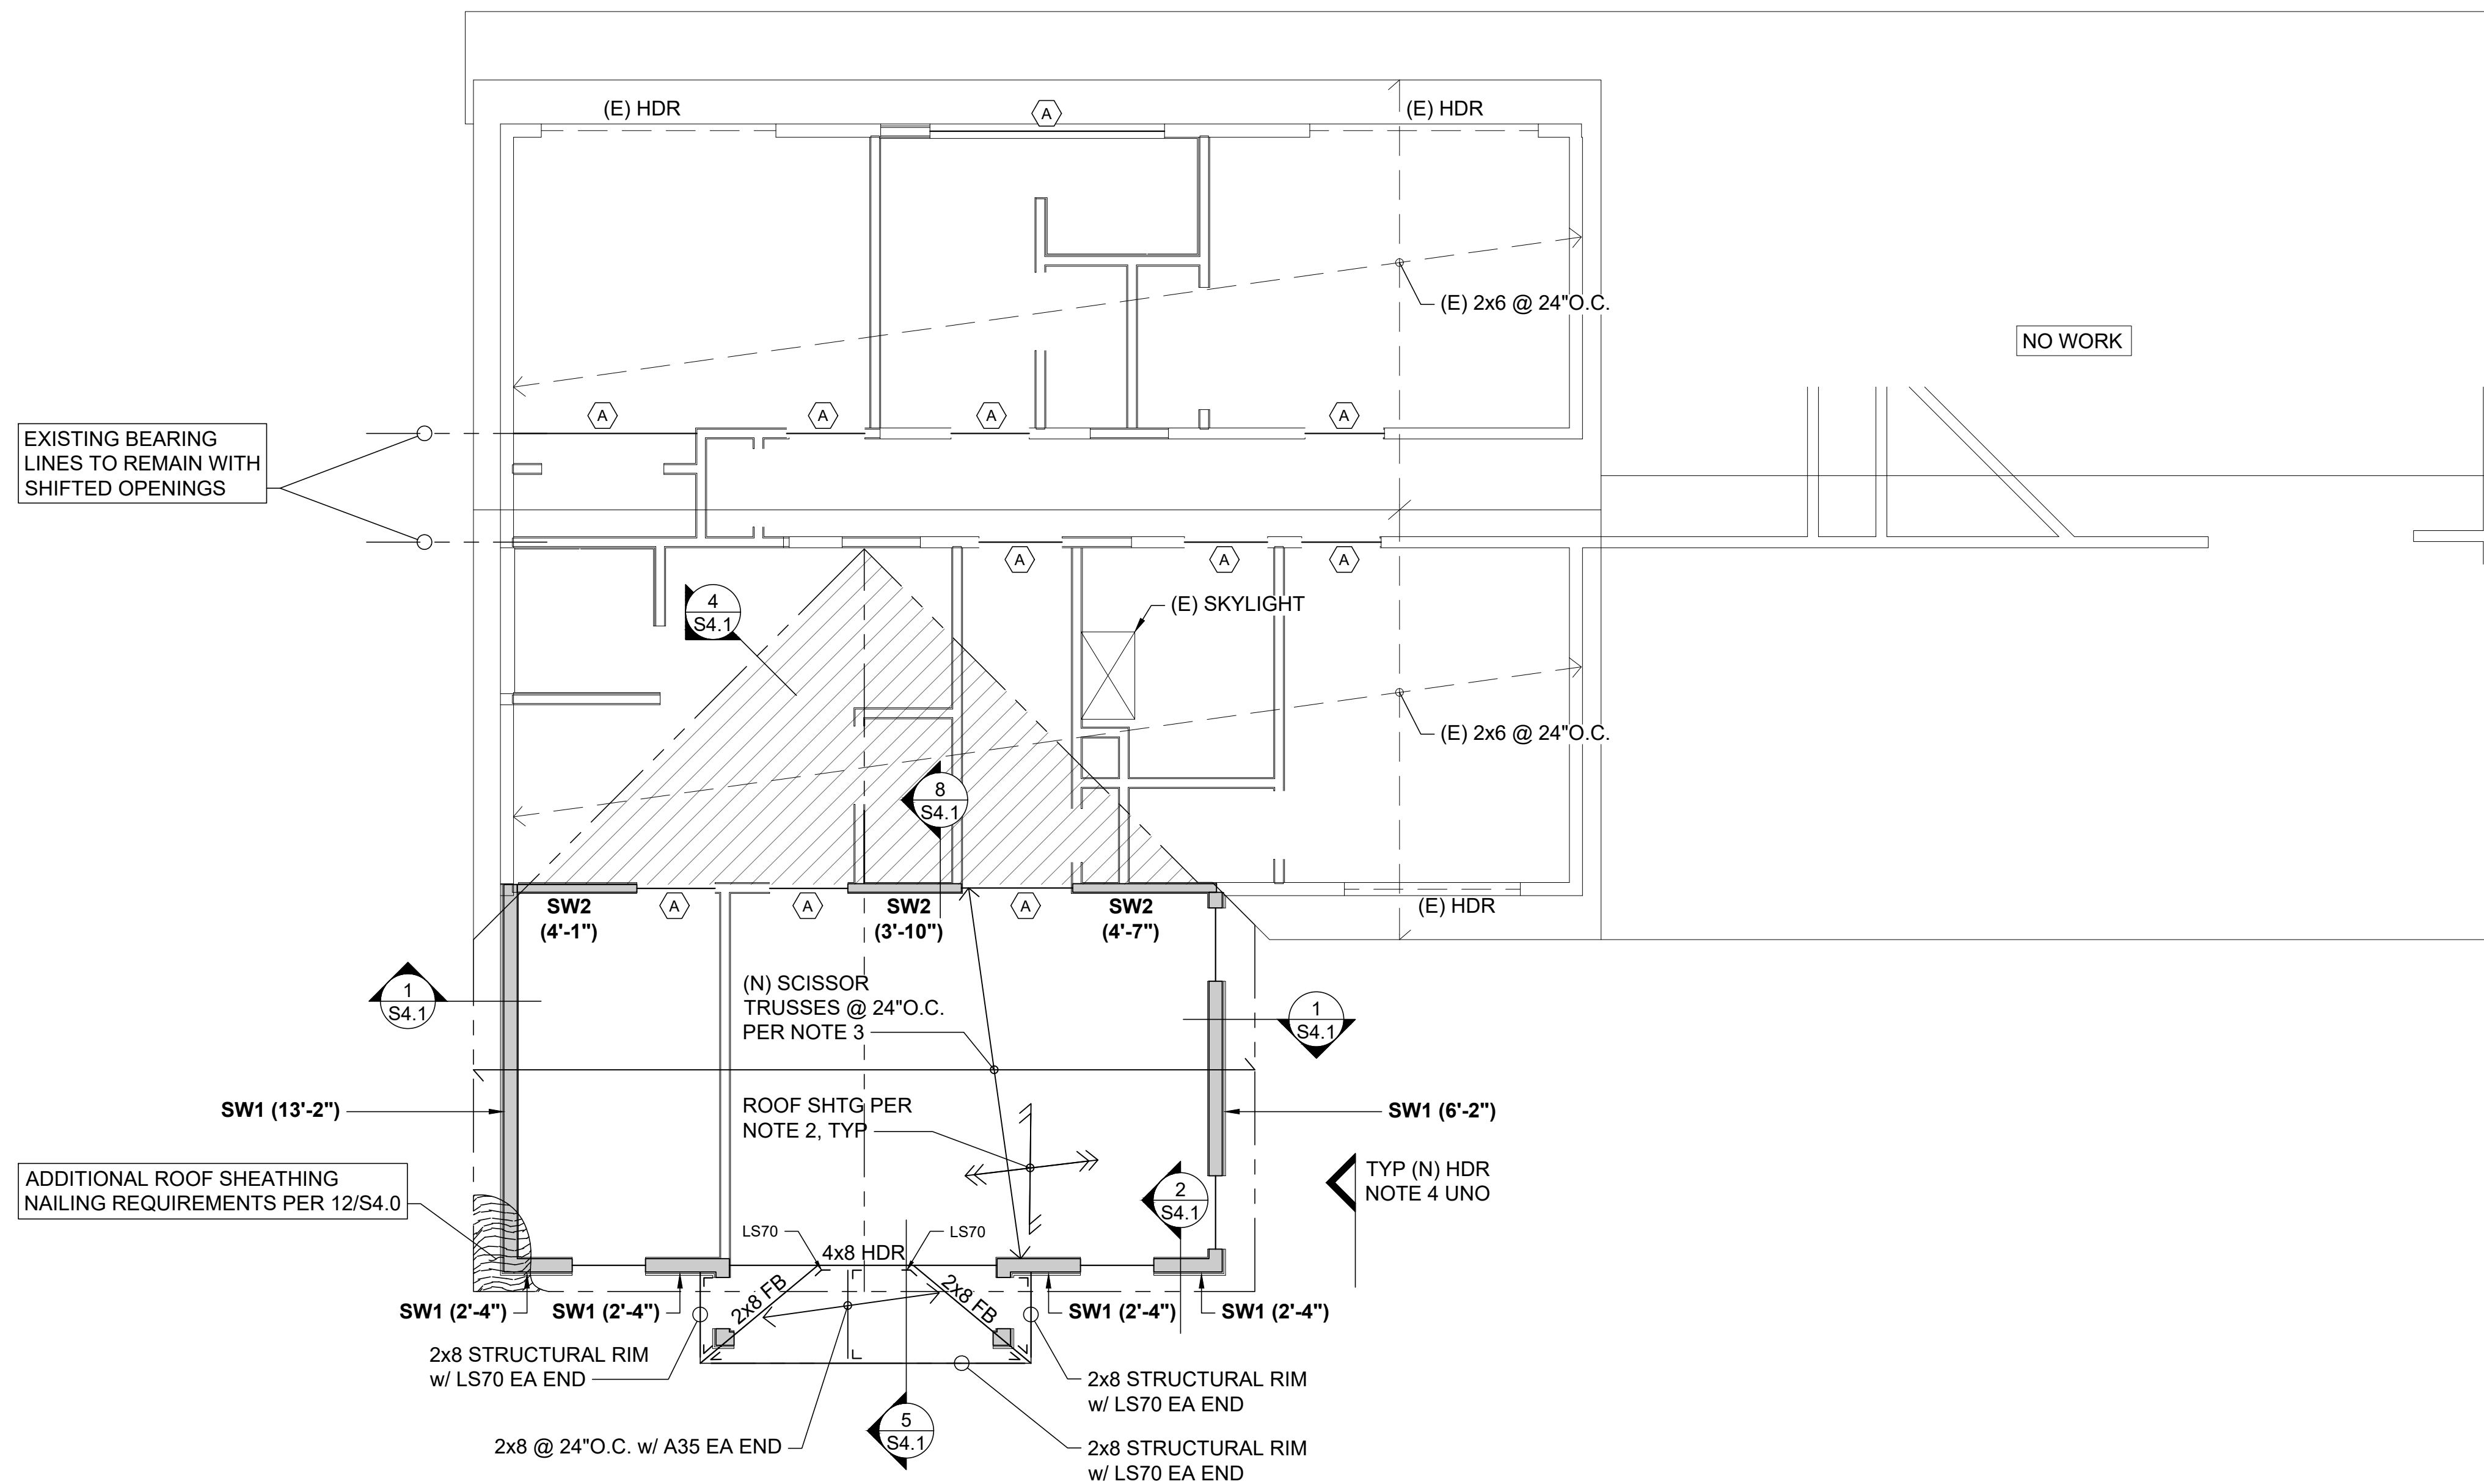 (E) HDR
A
(E) HDR
(E) 2x6 @ 24"O.C.
NO WORK
A
A
A
A
EXISTING BEARING
LINES TO REMAIN WITH
SHIFTED OPENINGS
A
A
A
4
S4.1
(E) SKYLIGHT
(E) 2x6 @ 24"O.C.
8
S4.1
SW2
(4'-1")
A
A
SW2
(3'-10")
A
SW2
(4'-7")
(E) HDR
1
S4.1
(N) SCISSOR
TRUSSES @ 24"O.C.
PER NOTE 3
1
S4.1
SW1 (13'-2")
ROOF SHTG PER
NOTE 2, TYP
SW1 (6'-2")
ADDITIONAL ROOF SHEATHING
NAILING REQUIREMENTS PER 12/S4.0
2
S4.1
TYP (N) HDR
NOTE 4 UNO
LS70
4x8 HDR
LS70
2x8 FB
2x8 FB
SW1 (2'-4")
SW1 (2'-4")
SW1 (2'-4")
SW1 (2'-4")
2x8 STRUCTURAL RIM
w/ LS70 EA END
2x8 STRUCTURAL RIM
w/ LS70 EA END
5
S4.1
2x8 @ 24"O.C. w/ A35 EA END
2x8 STRUCTURAL RIM
w/ LS70 EA END